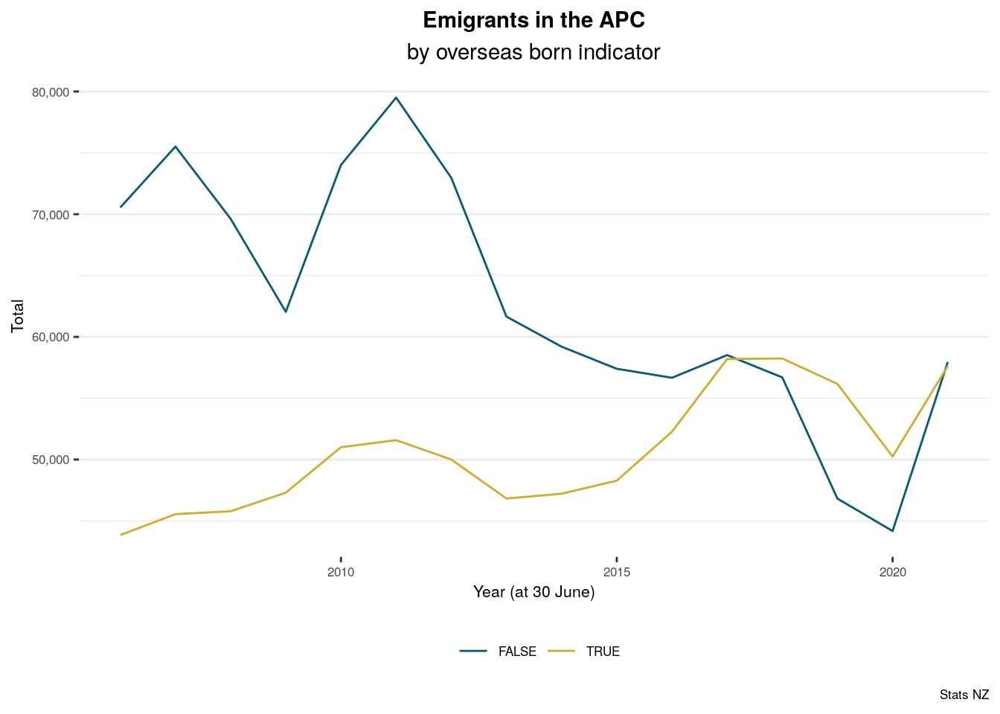 Emigrants in the APC
by overseas born indicator
80,000
70,000
60,000
50,000
Total
2010 2015 2020
Year (at 30 June)
FALSE TRUE
Stats NZ